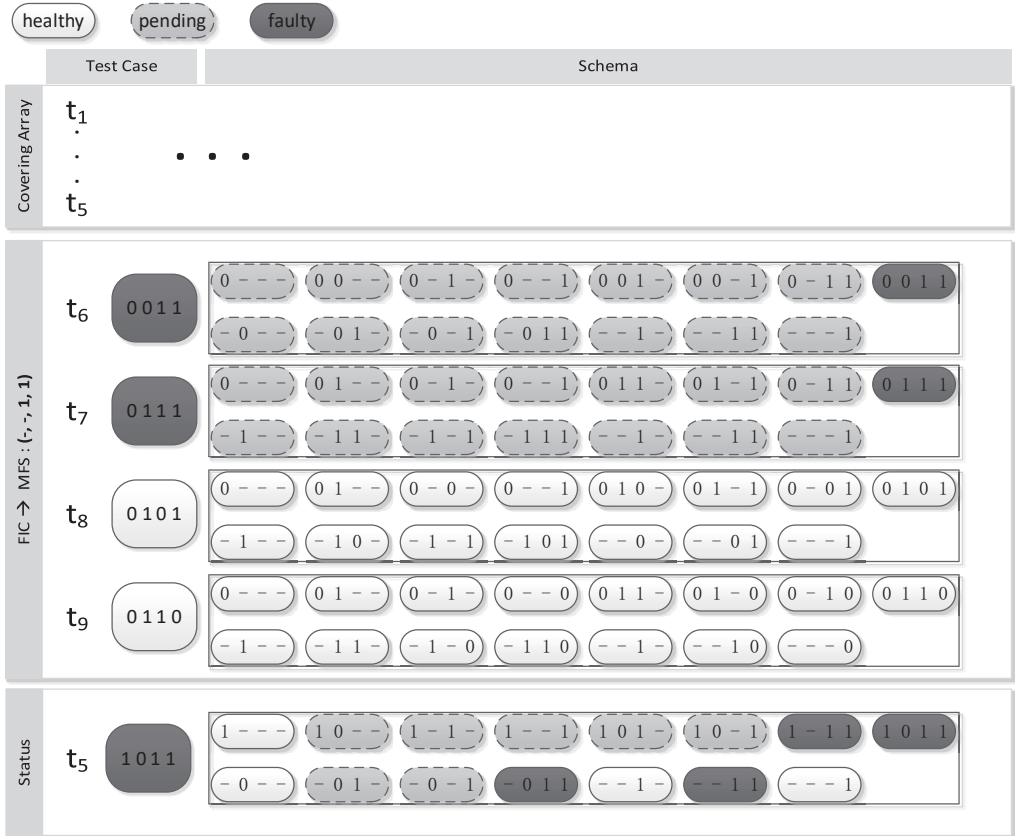 healthy pending faulty
Test Case Schema
Covering Array
t1
.
.
.
t5
. . .
FIC → MFS : (-, -, 1, 1)
t6 0011 0 - - - 0 0 - - 0 - 1 - 0 - - 1 0 0 1 - 0 0 - 1 0 - 1 1 0 0 1 1
- 0 - - - 0 1 - - 0 - 1 - 0 1 1 - - 1 - - - 1 1 - - - 1
t7 0111 0 - - - 0 1 - - 0 - 1 - 0 - - 1 0 1 1 - 0 1 - 1 0 - 1 1 0 1 1 1
- 1 - - - 1 1 - - 1 - 1 - 1 1 1 - - 1 - - - 1 1 - - - 1
t8 0101 0 - - - 0 1 - - 0 - 0 - 0 - - 1 0 1 0 - 0 1 - 1 0 - 0 1 0 1 0 1
- 1 - - - 1 0 - - 1 - 1 - 1 0 1 - - 0 - - - 0 1 - - - 1
t9 0110 0 - - - 0 1 - - 0 - 1 - 0 - - 0 0 1 1 - 0 1 - 0 0 - 1 0 0 1 1 0
- 1 - - - 1 1 - - 1 - 0 - 1 1 0 - - 1 - - - 1 0 - - - 0
Status
t5 1011 1 - - - 1 0 - - 1 - 1 - 1 - - 1 1 0 1 - 1 0 - 1 1 - 1 1 1 0 1 1
- 0 - - - 0 1 - - 0 - 1 - 0 1 1 - - 1 - - - 1 1 - - - 1